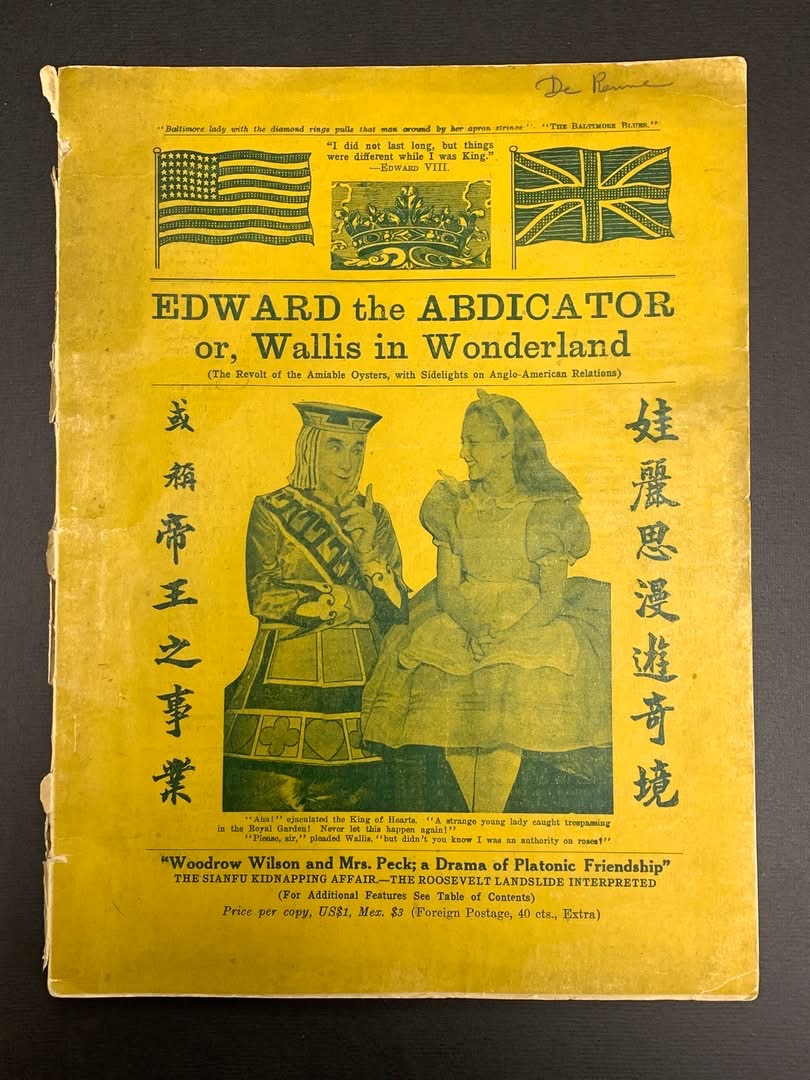 De Renne
"Baltimore lady with the diamond rings pulls that man around by her apron strings" - "THE BALTIMORE BLUES."
"I did not last long, but things
were different while I was King."
—EDWARD VIII.
EDWARD the ABDICATOR
or, Wallis in Wonderland
(The Revolt of the Amiable Oysters, with Sidelights on Anglo-American Relations)
娃麗思漫遊奇境
或稱帝王之事業
"Aha!" ejaculated the King of Hearts. "A strange young lady caught trespassing
in the Royal Garden! Never let this happen again!"
"Please, sir," pleaded Wallis, "but didn't you know I was an authority on roses?"
"Woodrow Wilson and Mrs. Peck; a Drama of Platonic Friendship"
THE SIANFU KIDNAPPING AFFAIR.—THE ROOSEVELT LANDSLIDE INTERPRETED
(For Additional Features See Table of Contents)
Price per copy, US$1, Mex. $3 (Foreign Postage, 40 cts., Extra)